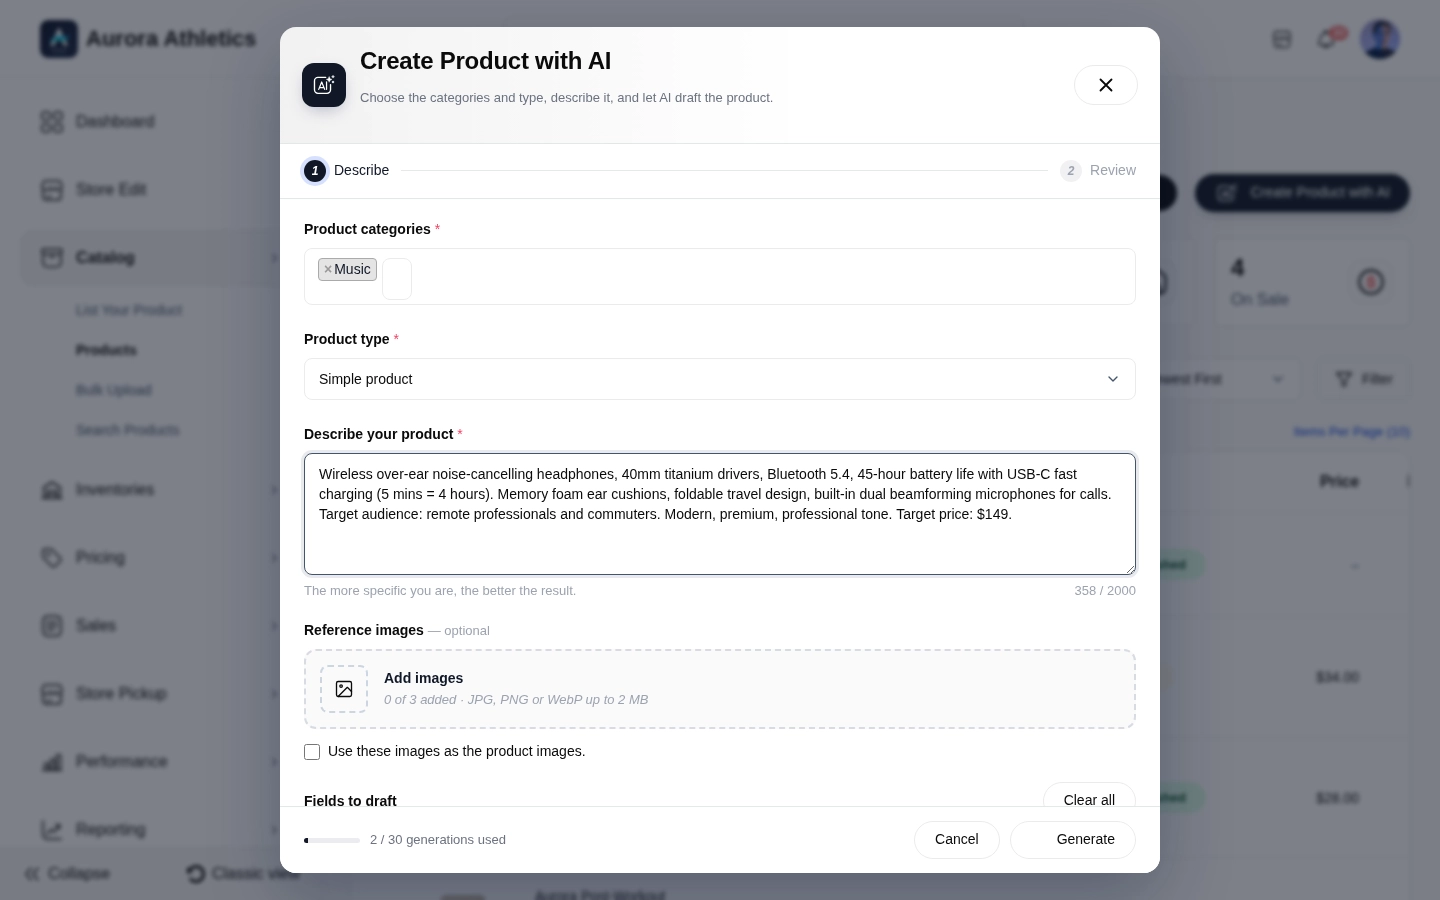 Aurora Athletics
Dashboard
Store Edit
Catalog
List Your Product
Products
Bulk Upload
Search Products
Inventories
Pricing
Sales
Store Pickup
Performance
Reporting
Collapse
Classic view
Create Product with AI
Choose the categories and type, describe it, and let AI draft the product.
1 Describe
2 Review
Product categories *
×Music
Product type *
Simple product
Describe your product *
Wireless over-ear noise-cancelling headphones, 40mm titanium drivers, Bluetooth 5.4, 45-hour battery life with USB-C fast
charging (5 mins = 4 hours). Memory foam ear cushions, foldable travel design, built-in dual beamforming microphones for calls.
Target audience: remote professionals and commuters. Modern, premium, professional tone. Target price: $149.
The more specific you are, the better the result.
358 / 2000
Reference images — optional
Add images
0 of 3 added · JPG, PNG or WebP up to 2 MB
Use these images as the product images.
Fields to draft
Clear all
2 / 30 generations used
Cancel
Generate
Create Product with AI
4
On Sale
west First
Filter
Items Per Page (10)
Price
shed
-
$34.00
shed
$28.00